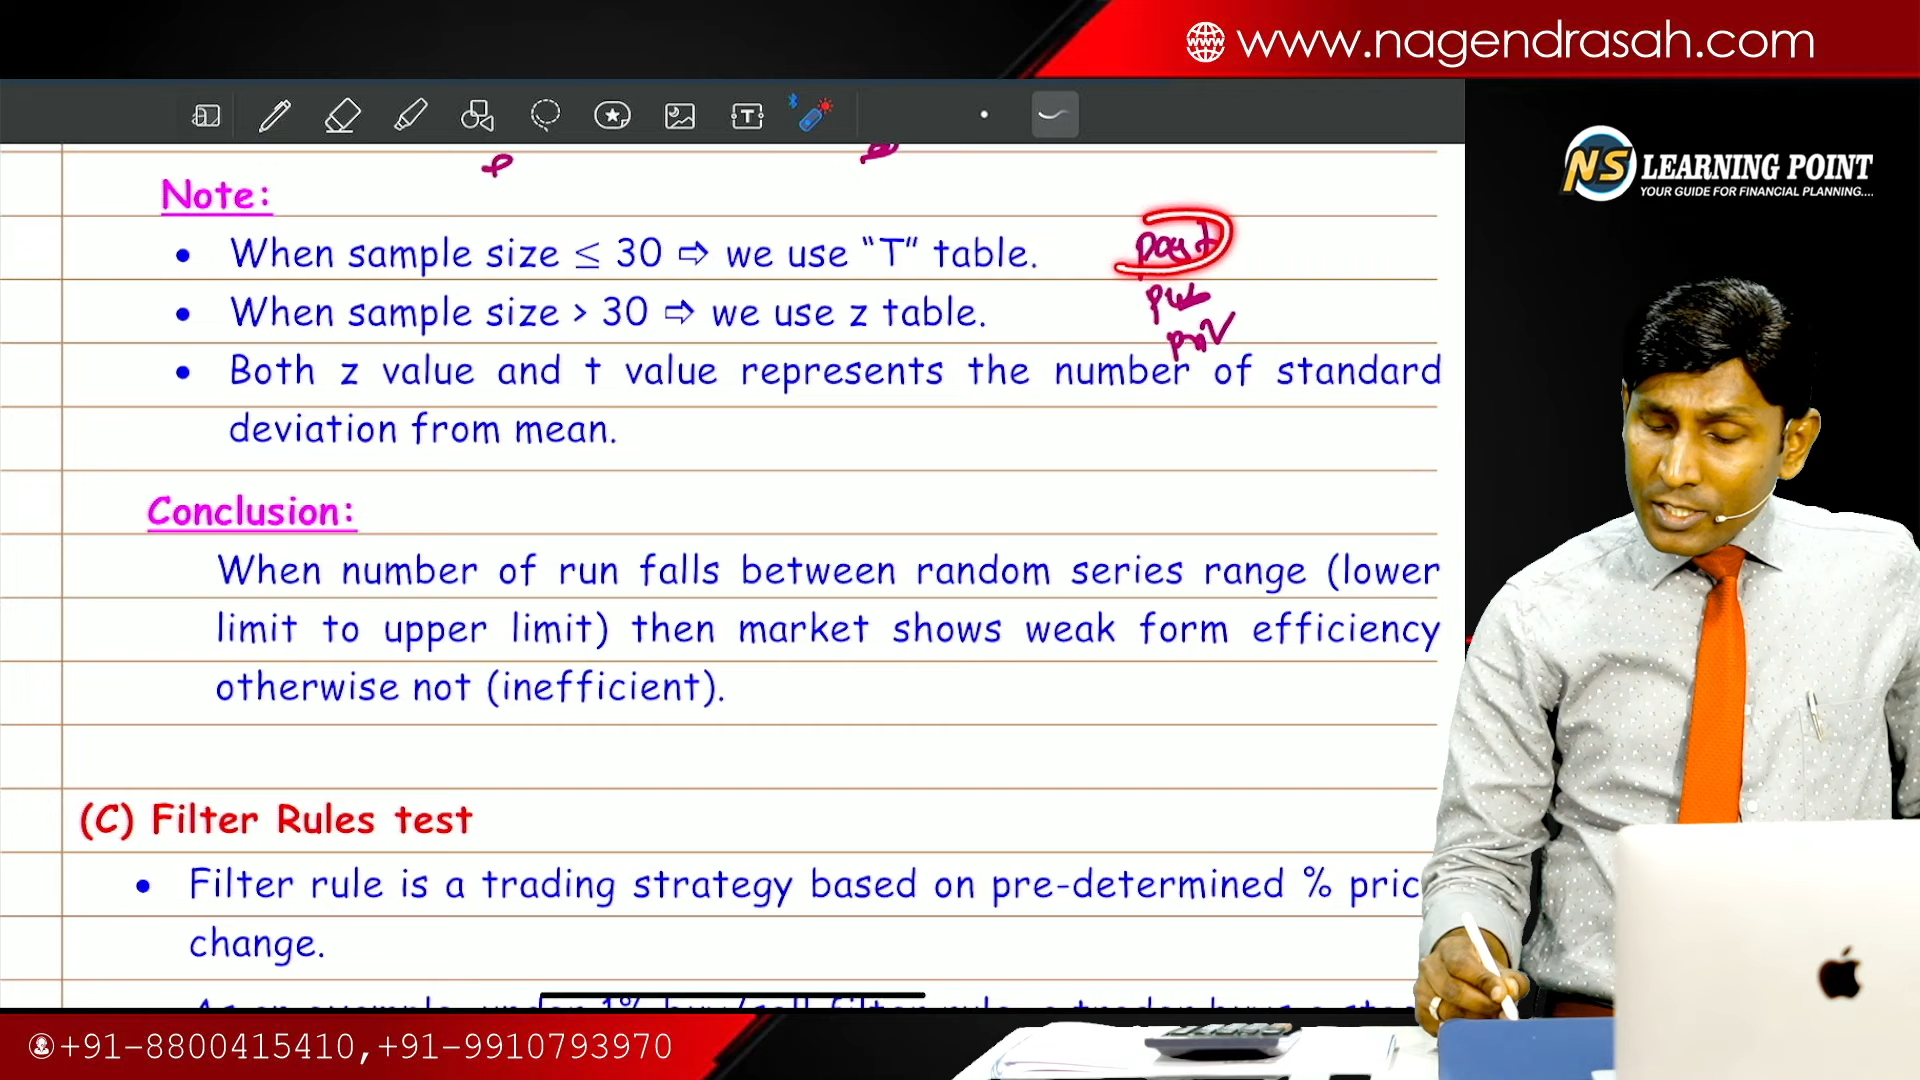 www.nagendrasah.com
NS LEARNING POINT
YOUR GUIDE FOR FINANCIAL PLANNING....
Note:
• When sample size ≤ 30 ⇨ we use “T” table.
past
• When sample size > 30 ⇨ we use z table.
• Both z value and t value represents the number of standard
deviation from mean.
Conclusion:
When number of run falls between random series range (lower
limit to upper limit) then market shows weak form efficiency
otherwise not (inefficient).
(C) Filter Rules test
• Filter rule is a trading strategy based on pre-determined % pric
change.
+91-8800415410,+91-9910793970